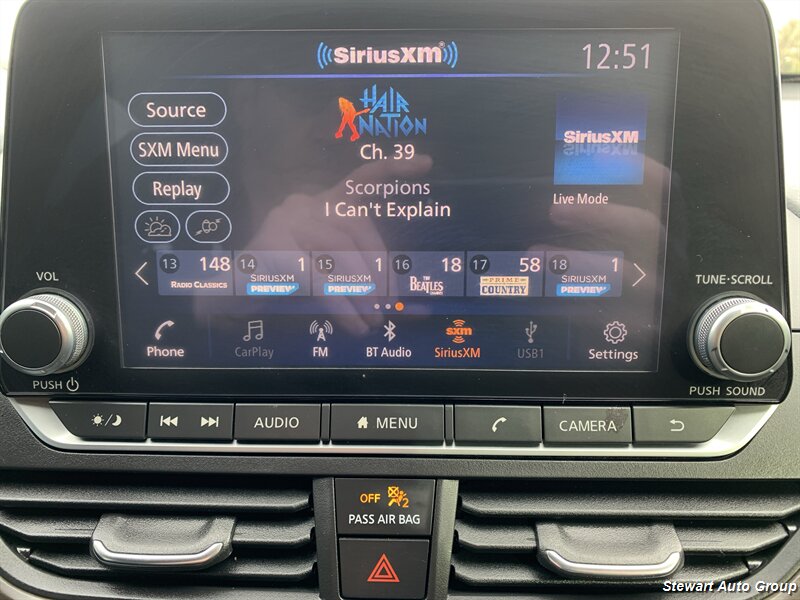 SiriusXM
12:51
Source
SXM Menu
Replay
HAIR NATION
Ch. 39
Scorpions
I Can't Explain
SiriusXM
Live Mode
13 148 RADIO CLASSICS
14 1 SIRIUSXM PREVIEW
15 1 SIRIUSXM PREVIEW
16 18 THE BEATLES CHANNEL
17 58 PRIME COUNTRY
18 1 SIRIUSXM PREVIEW
VOL
TUNE·SCROLL
Phone
CarPlay
FM
BT Audio
sxm
SiriusXM
USB1
Settings
PUSH
PUSH SOUND
AUDIO
MENU
CAMERA
OFF 2
PASS AIR BAG
Stewart Auto Group